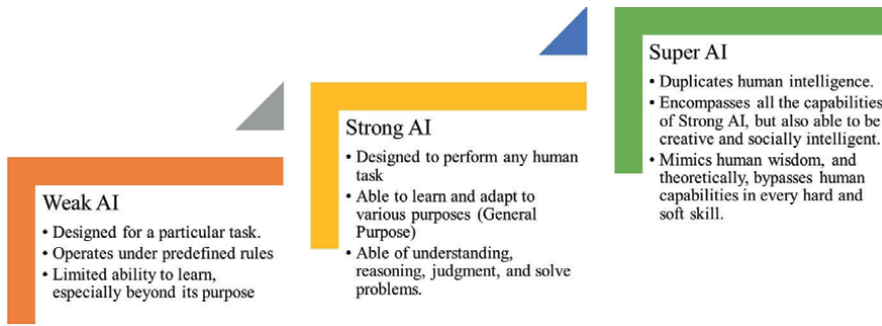 Weak AI
• Designed for a particular task.
• Operates under predefined rules
• Limited ability to learn,
especially beyond its purpose
Strong AI
• Designed to perform any human
task
• Able to learn and adapt to
various purposes (General
Purpose)
• Able of understanding,
reasoning, judgment, and solve
problems.
Super AI
• Duplicates human intelligence.
• Encompasses all the capabilities
of Strong AI, but also able to be
creative and socially intelligent.
• Mimics human wisdom, and
theoretically, bypasses human
capabilities in every hard and
soft skill.